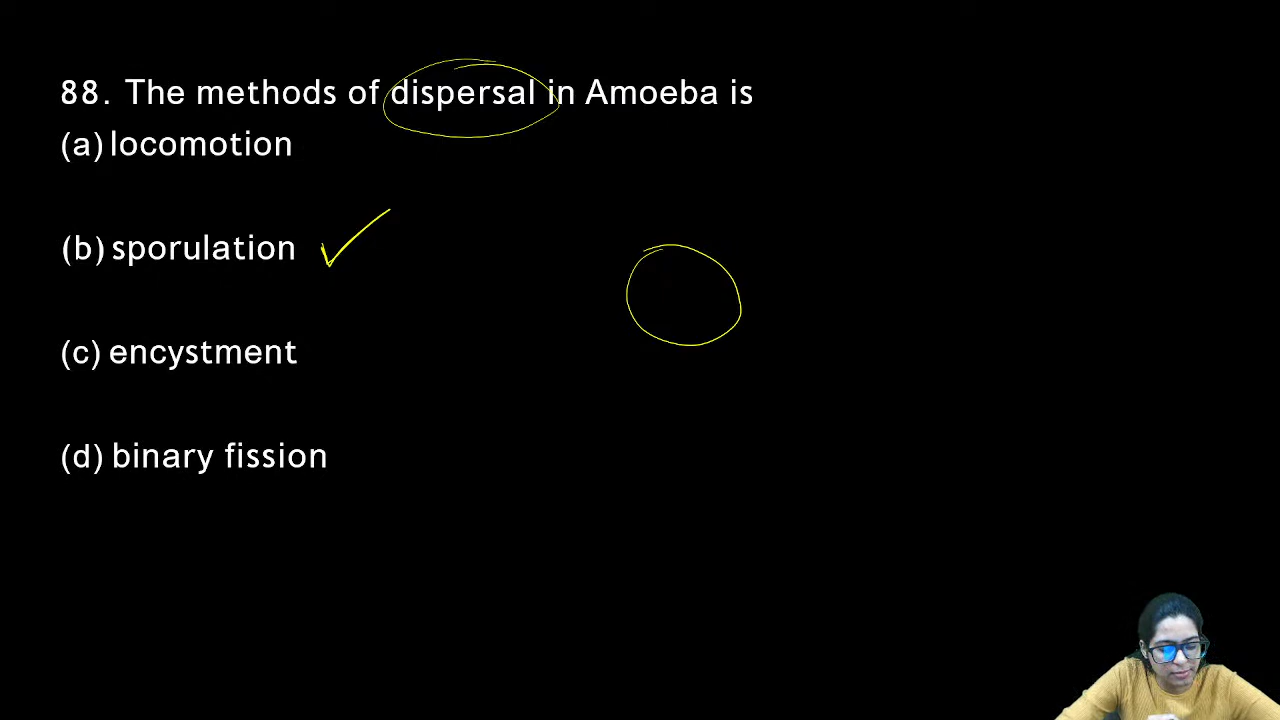 88. The methods of dispersal in Amoeba is
(a) locomotion
(b) sporulation
(c) encystment
(d) binary fission